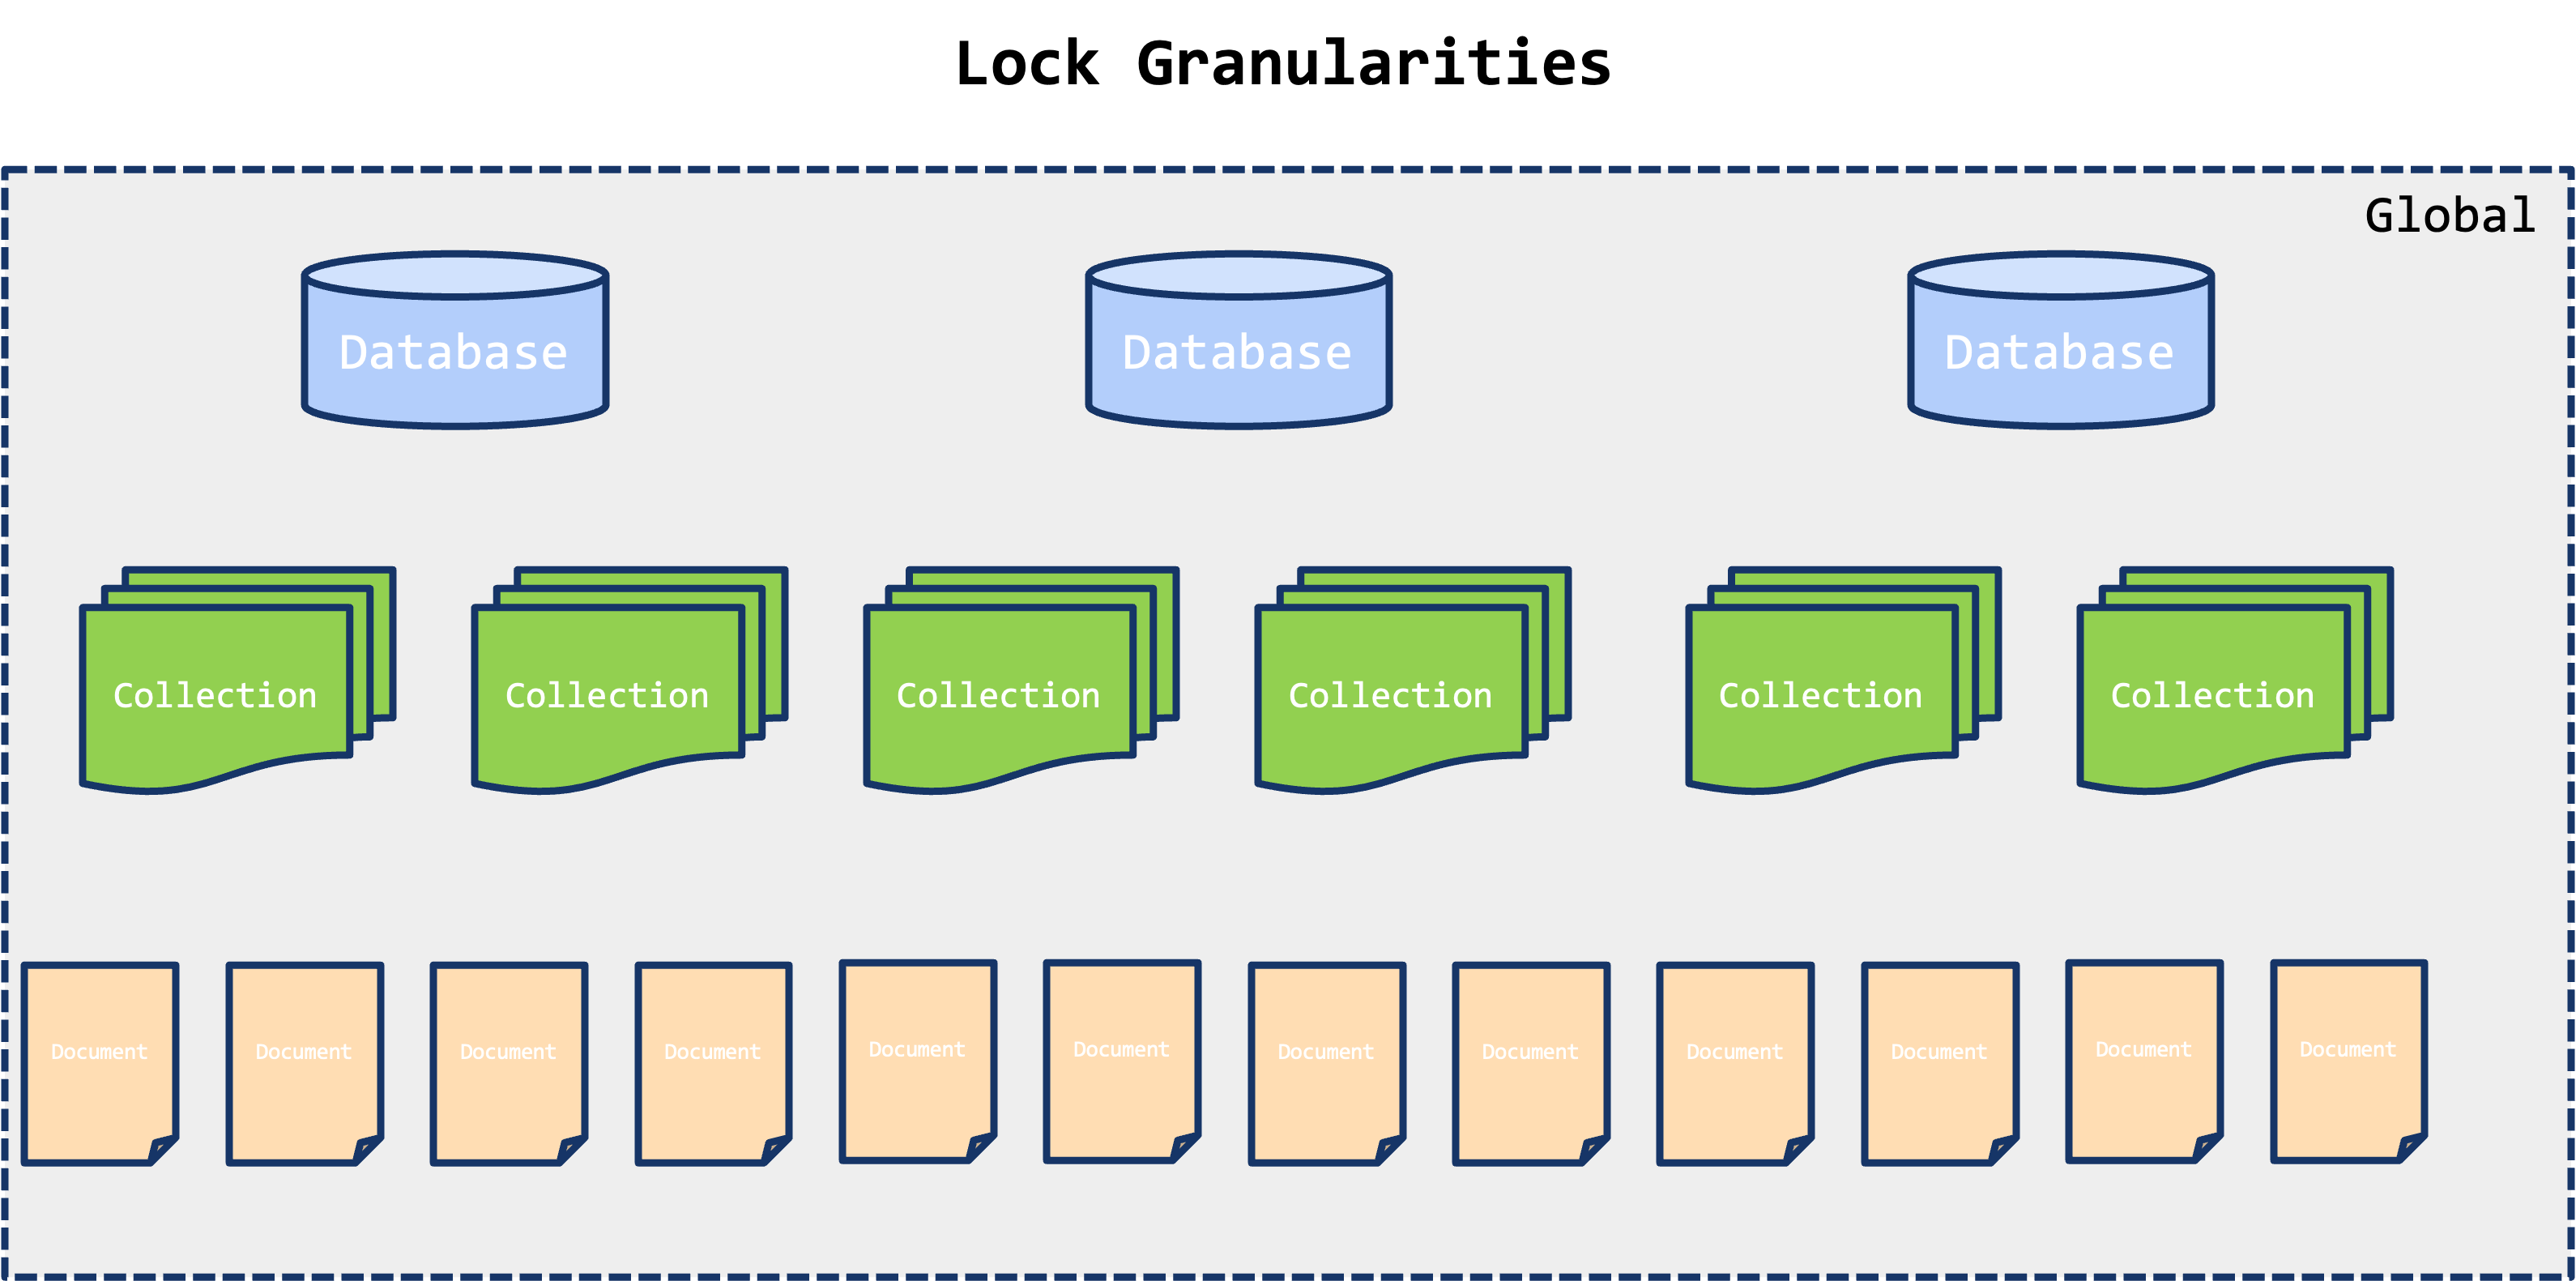 Lock Granularities
Global
Database Database Database
Collection Collection Collection Collection Collection Collection
Document Document Document Document Document Document Document Document Document Document Document Document